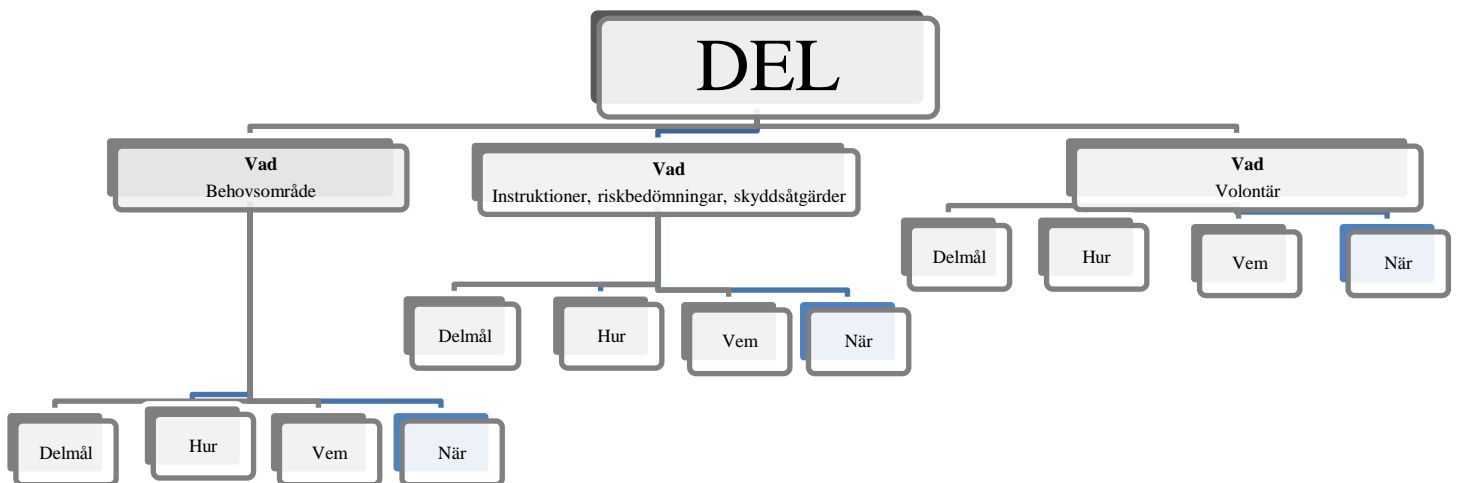 DEL
Vad
Behovsområde
Vad
Instruktioner, riskbedömningar, skyddsåtgärder
Vad
Volontär
Delmål
Hur
Vem
När
Delmål
Hur
Vem
När
Delmål
Hur
Vem
När